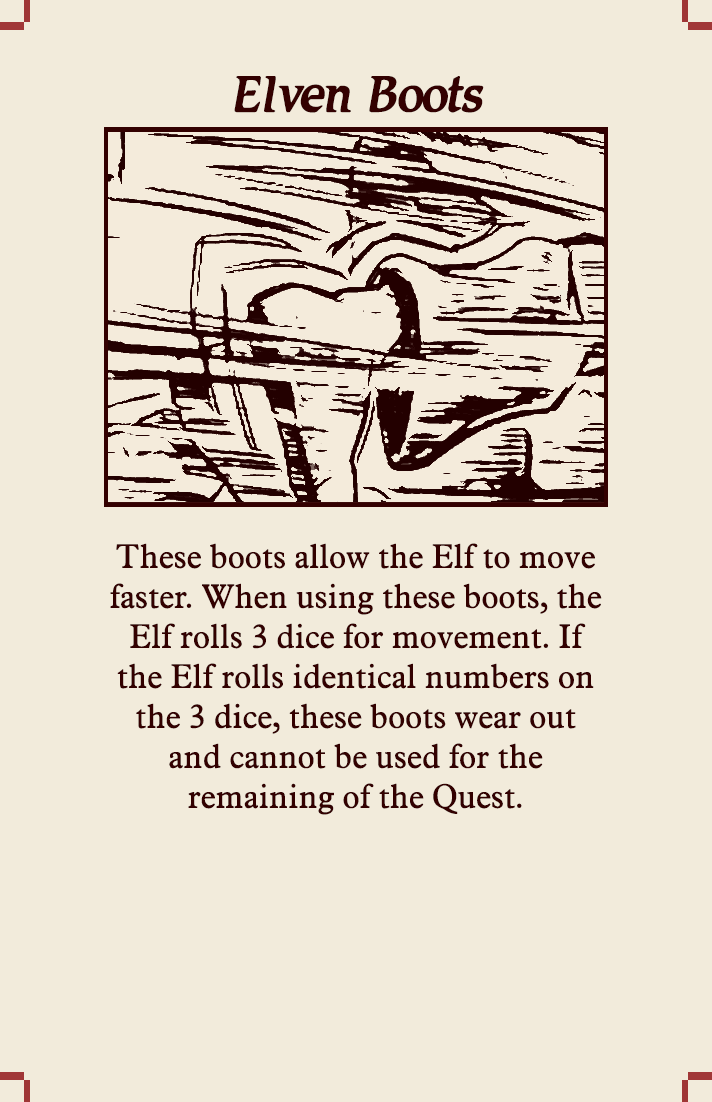 Elven Boots
These boots allow the Elf to move
faster. When using these boots, the
Elf rolls 3 dice for movement. If
the Elf rolls identical numbers on
the 3 dice, these boots wear out
and cannot be used for the
remaining of the Quest.